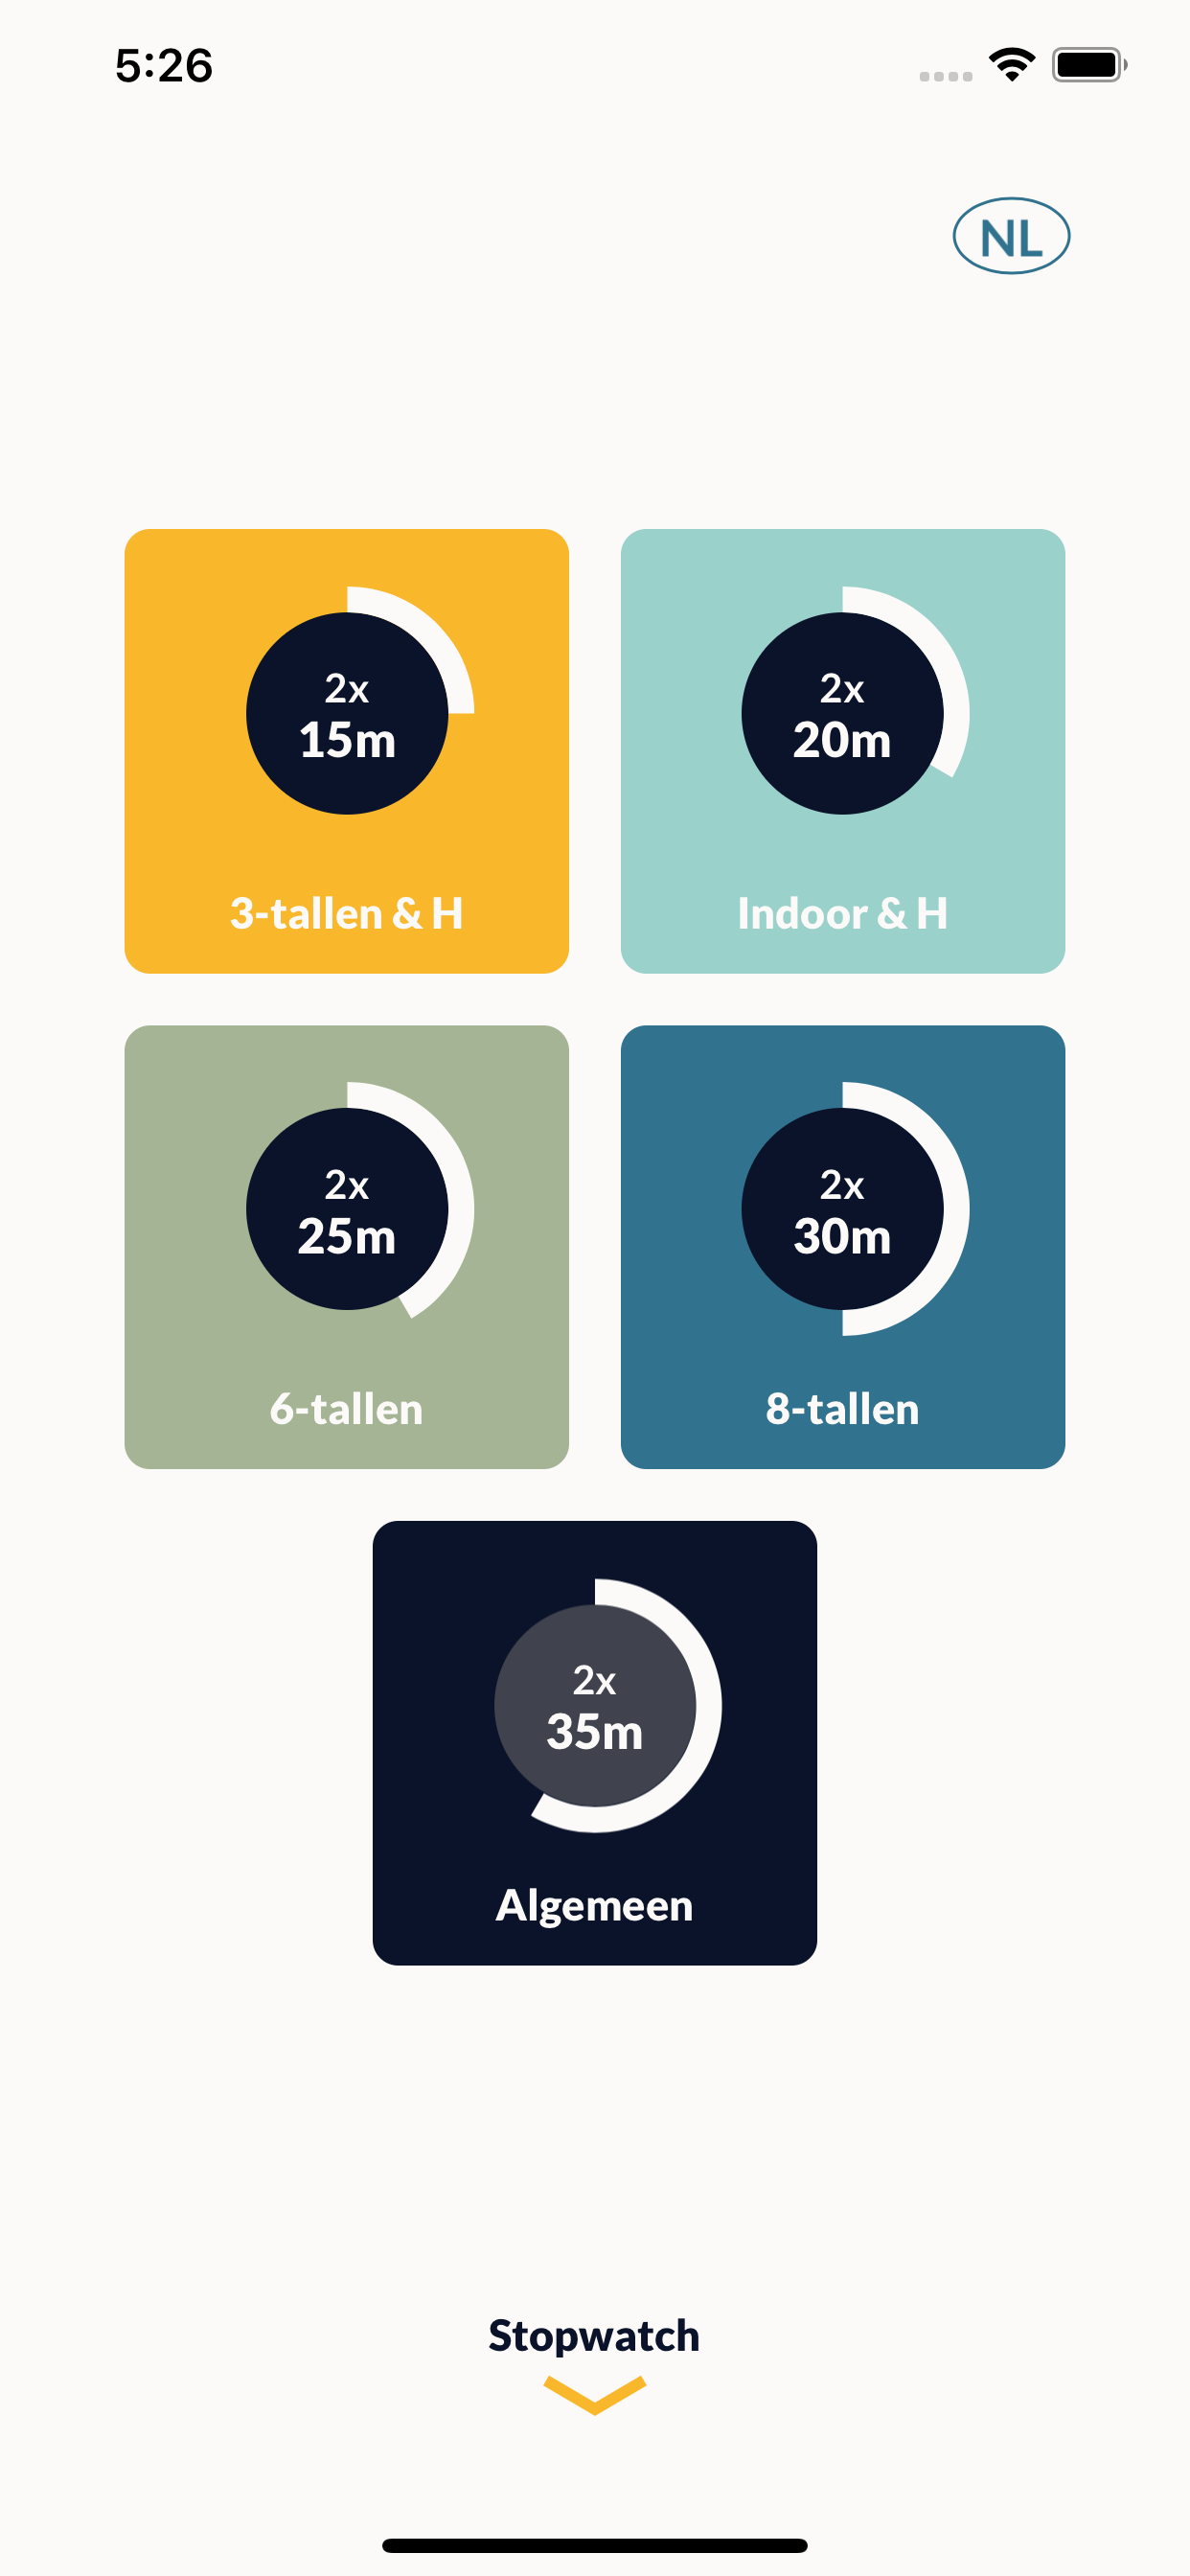 5:26
NL
2x
15m
3-tallen & H
2x
20m
Indoor & H
2x
25m
6-tallen
2x
30m
8-tallen
2x
35m
Algemeen
Stopwatch